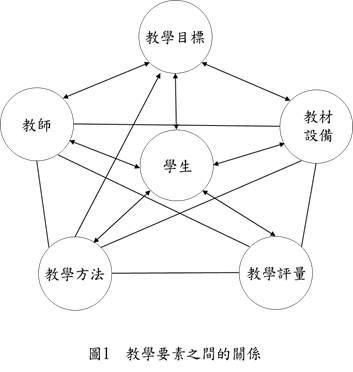 教學目標
教師
教材
設備
學生
教學方法
教學評量
圖1　教學要素之間的關係